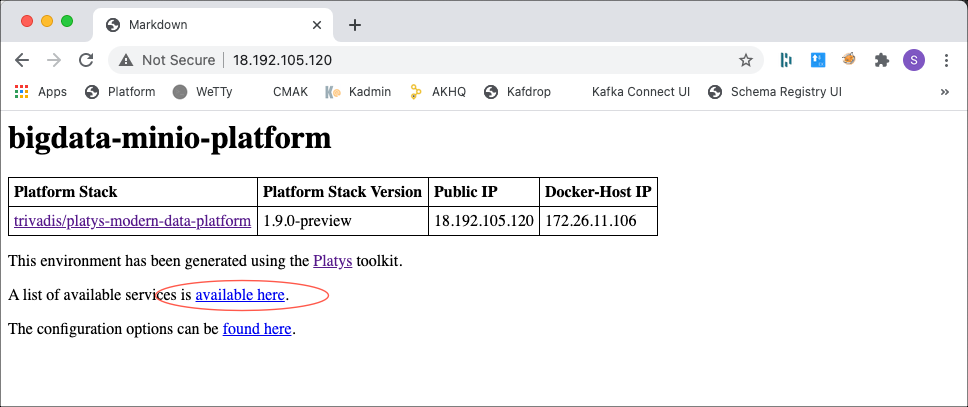 Markdown
Not Secure | 18.192.105.120
S
Apps Platform WeTTy CMAK Kadmin AKHQ Kafdrop Kafka Connect UI Schema Registry UI »
bigdata-minio-platform
Platform Stack Platform Stack Version Public IP Docker-Host IP
trivadis/platys-modern-data-platform 1.9.0-preview 18.192.105.120 172.26.11.106
This environment has been generated using the Platys toolkit.
A list of available services is available here.
The configuration options can be found here.